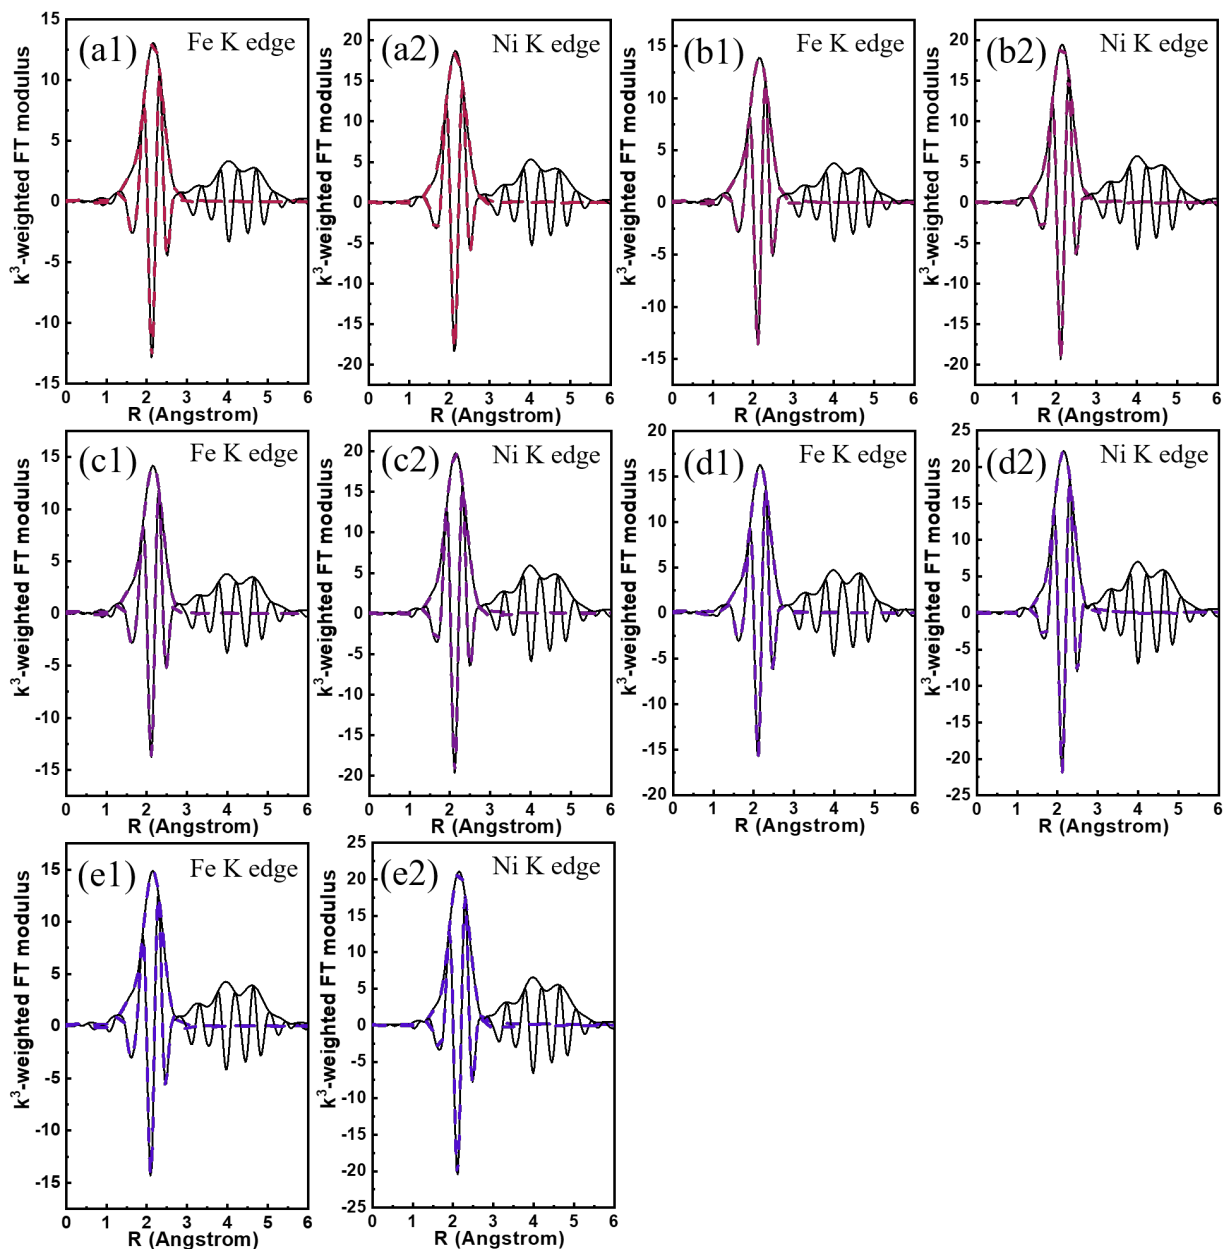 (a1) Fe K edge
k³-weighted FT modulus
15
10
5
0
-5
-10
-15
0 1 2 3 4 5 6
R (Angstrom)
(a2) Ni K edge
k³-weighted FT modulus
20
15
10
5
0
-5
-10
-15
-20
0 1 2 3 4 5 6
R (Angstrom)
(b1) Fe K edge
k³-weighted FT modulus
15
10
5
0
-5
-10
-15
0 1 2 3 4 5 6
R (Angstrom)
(b2) Ni K edge
k³-weighted FT modulus
20
15
10
5
0
-5
-10
-15
-20
0 1 2 3 4 5 6
R (Angstrom)
(c1) Fe K edge
k³-weighted FT modulus
15
10
5
0
-5
-10
-15
0 1 2 3 4 5 6
R (Angstrom)
(c2) Ni K edge
k³-weighted FT modulus
20
15
10
5
0
-5
-10
-15
-20
0 1 2 3 4 5 6
R (Angstrom)
(d1) Fe K edge
k³-weighted FT modulus
20
15
10
5
0
-5
-10
-15
-20
0 1 2 3 4 5 6
R (Angstrom)
(d2) Ni K edge
k³-weighted FT modulus
25
20
15
10
5
0
-5
-10
-15
-20
-25
0 1 2 3 4 5 6
R (Angstrom)
(e1) Fe K edge
k³-weighted FT modulus
15
10
5
0
-5
-10
-15
0 1 2 3 4 5 6
R (Angstrom)
(e2) Ni K edge
k³-weighted FT modulus
25
20
15
10
5
0
-5
-10
-15
-20
-25
0 1 2 3 4 5 6
R (Angstrom)